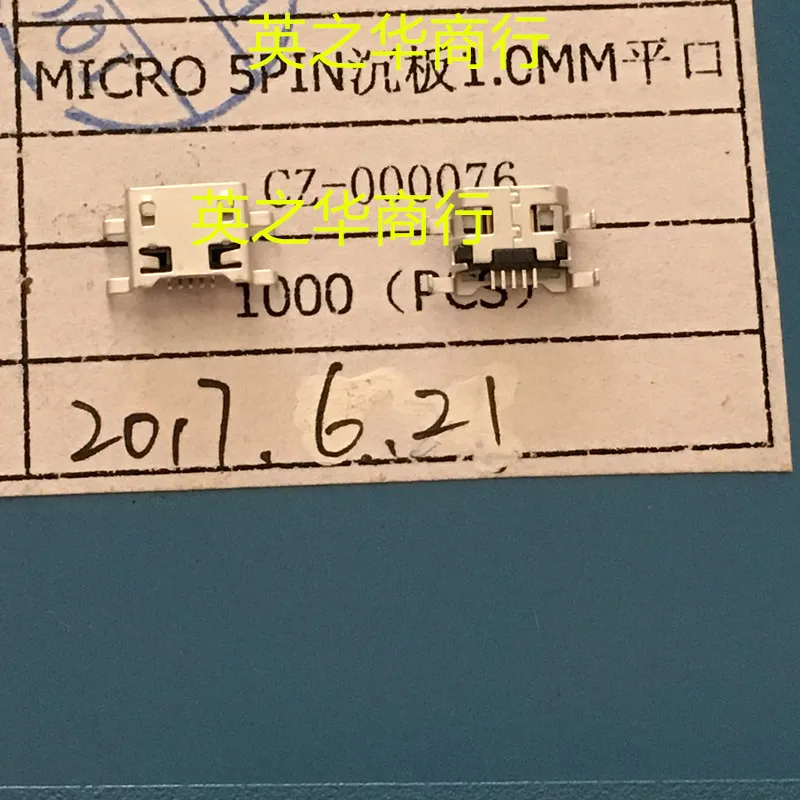 英之华商行
MICRO 5PIN沉板1.0MM平口
CZ-000076
英之华商行
1000（PCS）
2017.6.21